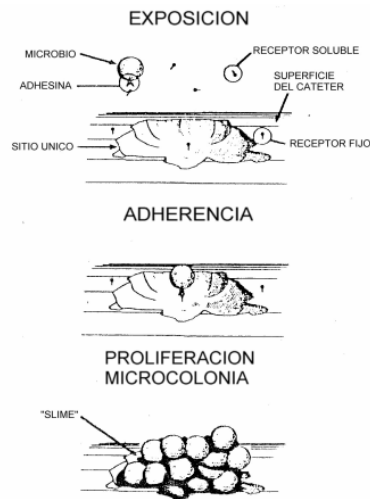 EXPOSICION
MICROBIO
RECEPTOR SOLUBLE
ADHESINA
SUPERFICIE
DEL CATETER
SITIO UNICO
RECEPTOR FIJO
ADHERENCIA
PROLIFERACION
MICROCOLONIA
"SLIME"